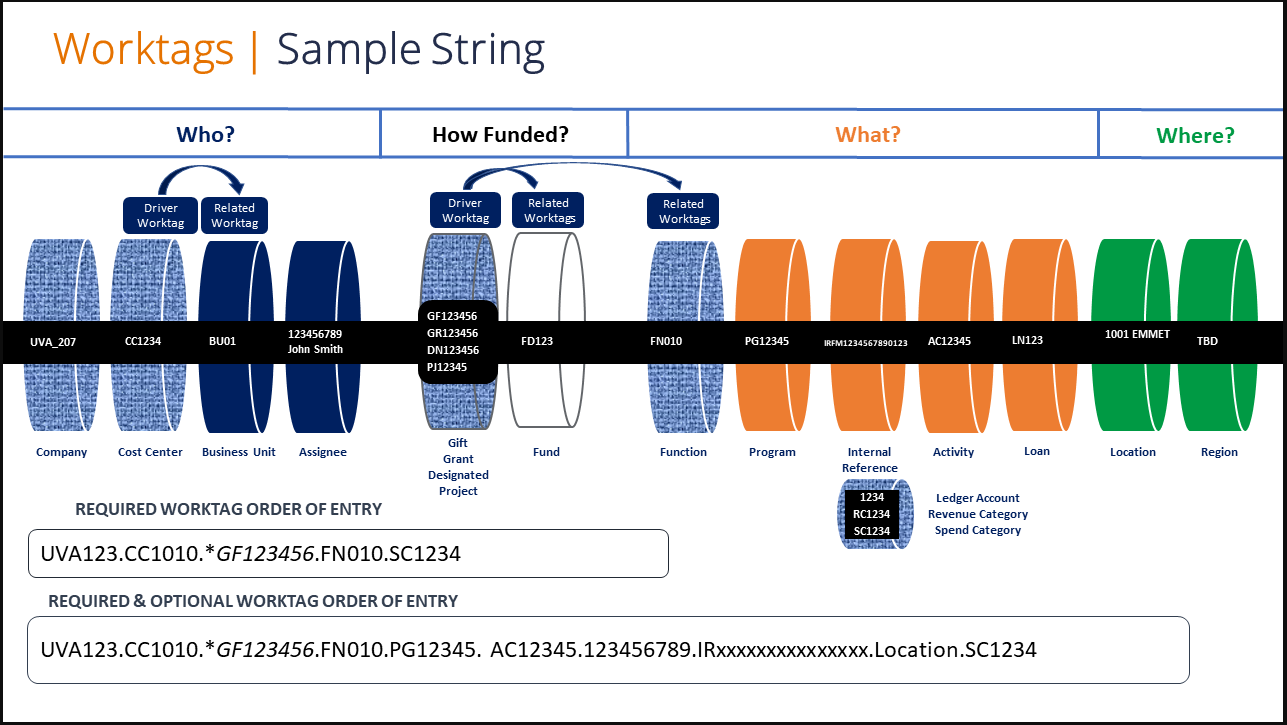 Worktags | Sample String
Who?
How Funded?
What?
Where?
Driver
Worktag
Related
Worktag
Driver
Worktag
Related
Worktags
Related
Worktags
UVA_207
CC1234
BU01
123456789
John Smith
GF123456
GR123456
DN123456
PJ12345
FD123
FN010
PG12345
IRFM1234567890123
AC12345
LN123
1001 EMMET
TBD
Company
Cost Center
Business Unit
Assignee
Gift
Grant
Designated
Project
Fund
Function
Program
Internal
Reference
Activity
Loan
Location
Region
1234
RC1234
SC1234
Ledger Account
Revenue Category
Spend Category
REQUIRED WORKTAG ORDER OF ENTRY
UVA123.CC1010.*GF123456.FN010.SC1234
REQUIRED & OPTIONAL WORKTAG ORDER OF ENTRY
UVA123.CC1010.*GF123456.FN010.PG12345. AC12345.123456789.IRxxxxxxxxxxxxxxx.Location.SC1234